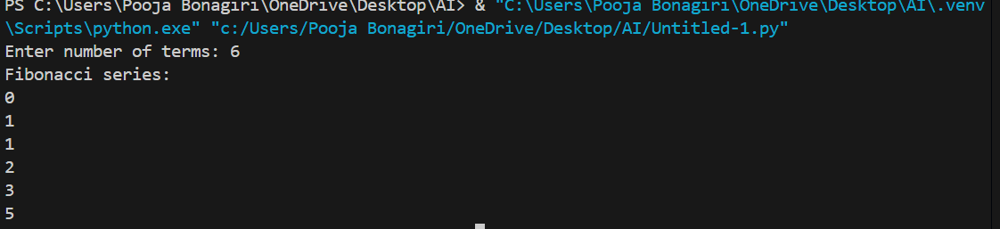 PS C:\Users\Pooja Bonagiri\OneDrive\Desktop\AI> & "C:\Users\Pooja Bonagiri\OneDrive\Desktop\AI\.venv
\Scripts\python.exe" "c:/Users/Pooja Bonagiri/OneDrive/Desktop/AI/Untitled-1.py"
Enter number of terms: 6
Fibonacci series:
0
1
1
2
3
5